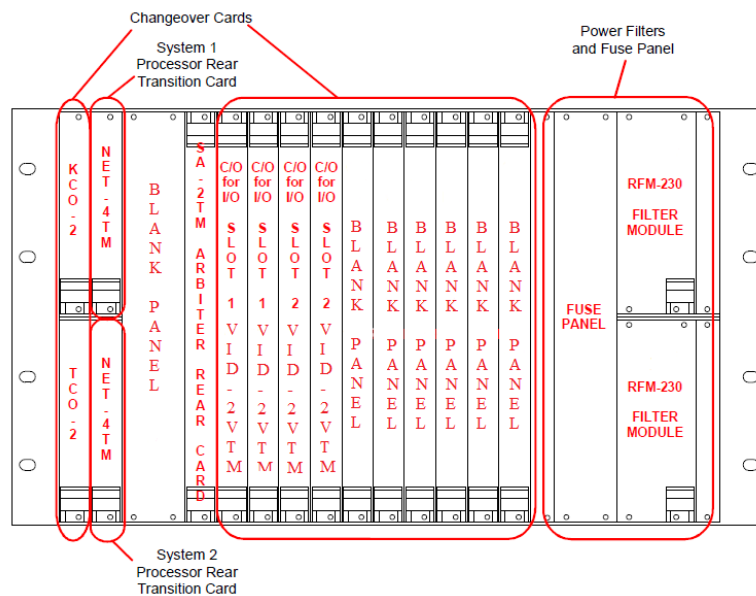 Changeover Cards
System 1
Processor Rear
Transition Card
Power Filters
and Fuse Panel
KCO-2
NET-4TM
BLANK PANEL
SA-2TM ARBITER REAR CARD
C/O
for
I/O
SLOT 1 VID-2VTM
C/O
for
I/O
SLOT 1 VID-2VTM
C/O
for
I/O
SLOT 2 VID-2VTM
C/O
for
I/O
SLOT 2 VID-2VTM
BLANK PANEL
BLANK PANEL
BLANK PANEL
BLANK PANEL
BLANK PANEL
BLANK PANEL
FUSE
PANEL
RFM-230
FILTER
MODULE
TCO-2
NET-4TM
RFM-230
FILTER
MODULE
System 2
Processor Rear
Transition Card